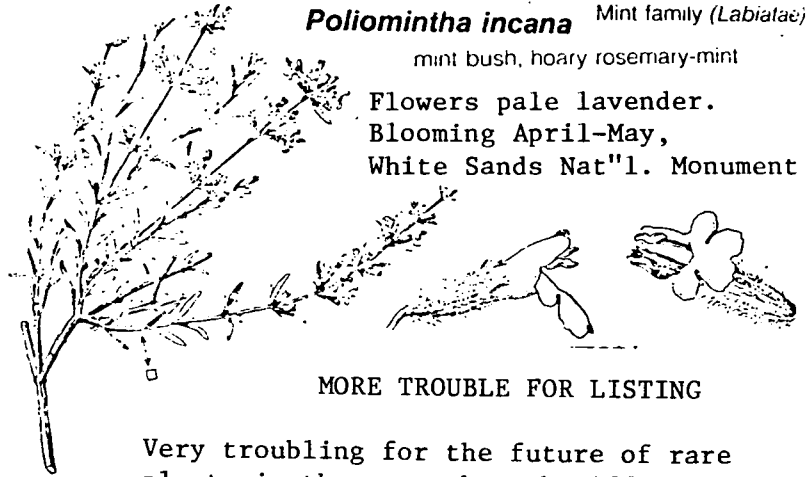 Poliomintha incana Mint family (Labiatae)
mint bush, hoary rosemary-mint
Flowers pale lavender.
Blooming April-May,
White Sands Nat"l. Monument
MORE TROUBLE FOR LISTING
Very troubling for the future of rare